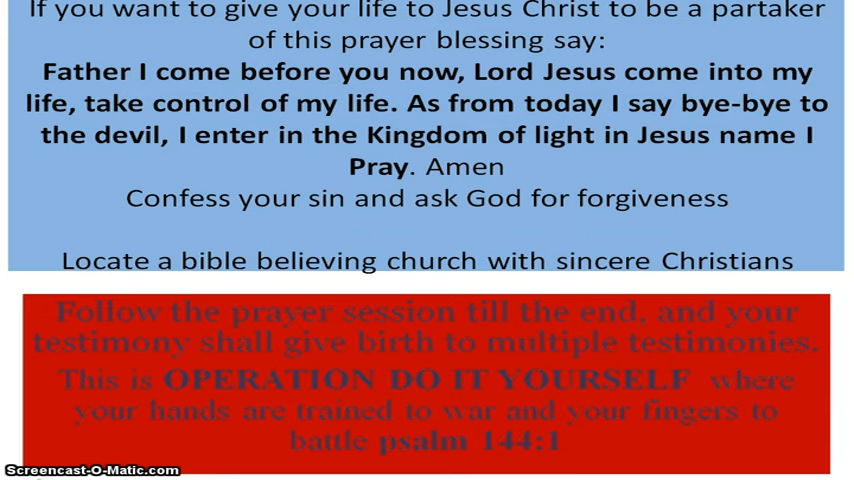 If you want to give your life to Jesus Christ to be a partaker
of this prayer blessing say:
Father I come before you now, Lord Jesus come into my
life, take control of my life. As from today I say bye-bye to
the devil, I enter in the Kingdom of light in Jesus name I
Pray. Amen
Confess your sin and ask God for forgiveness
Locate a bible believing church with sincere Christians
Follow the prayer session till the end, and your
testimony shall give birth to multiple testimonies.
This is OPERATION DO IT YOURSELF where
your hands are trained to war and your fingers to
battle psalm 144:1
Screencast-O-Matic.com